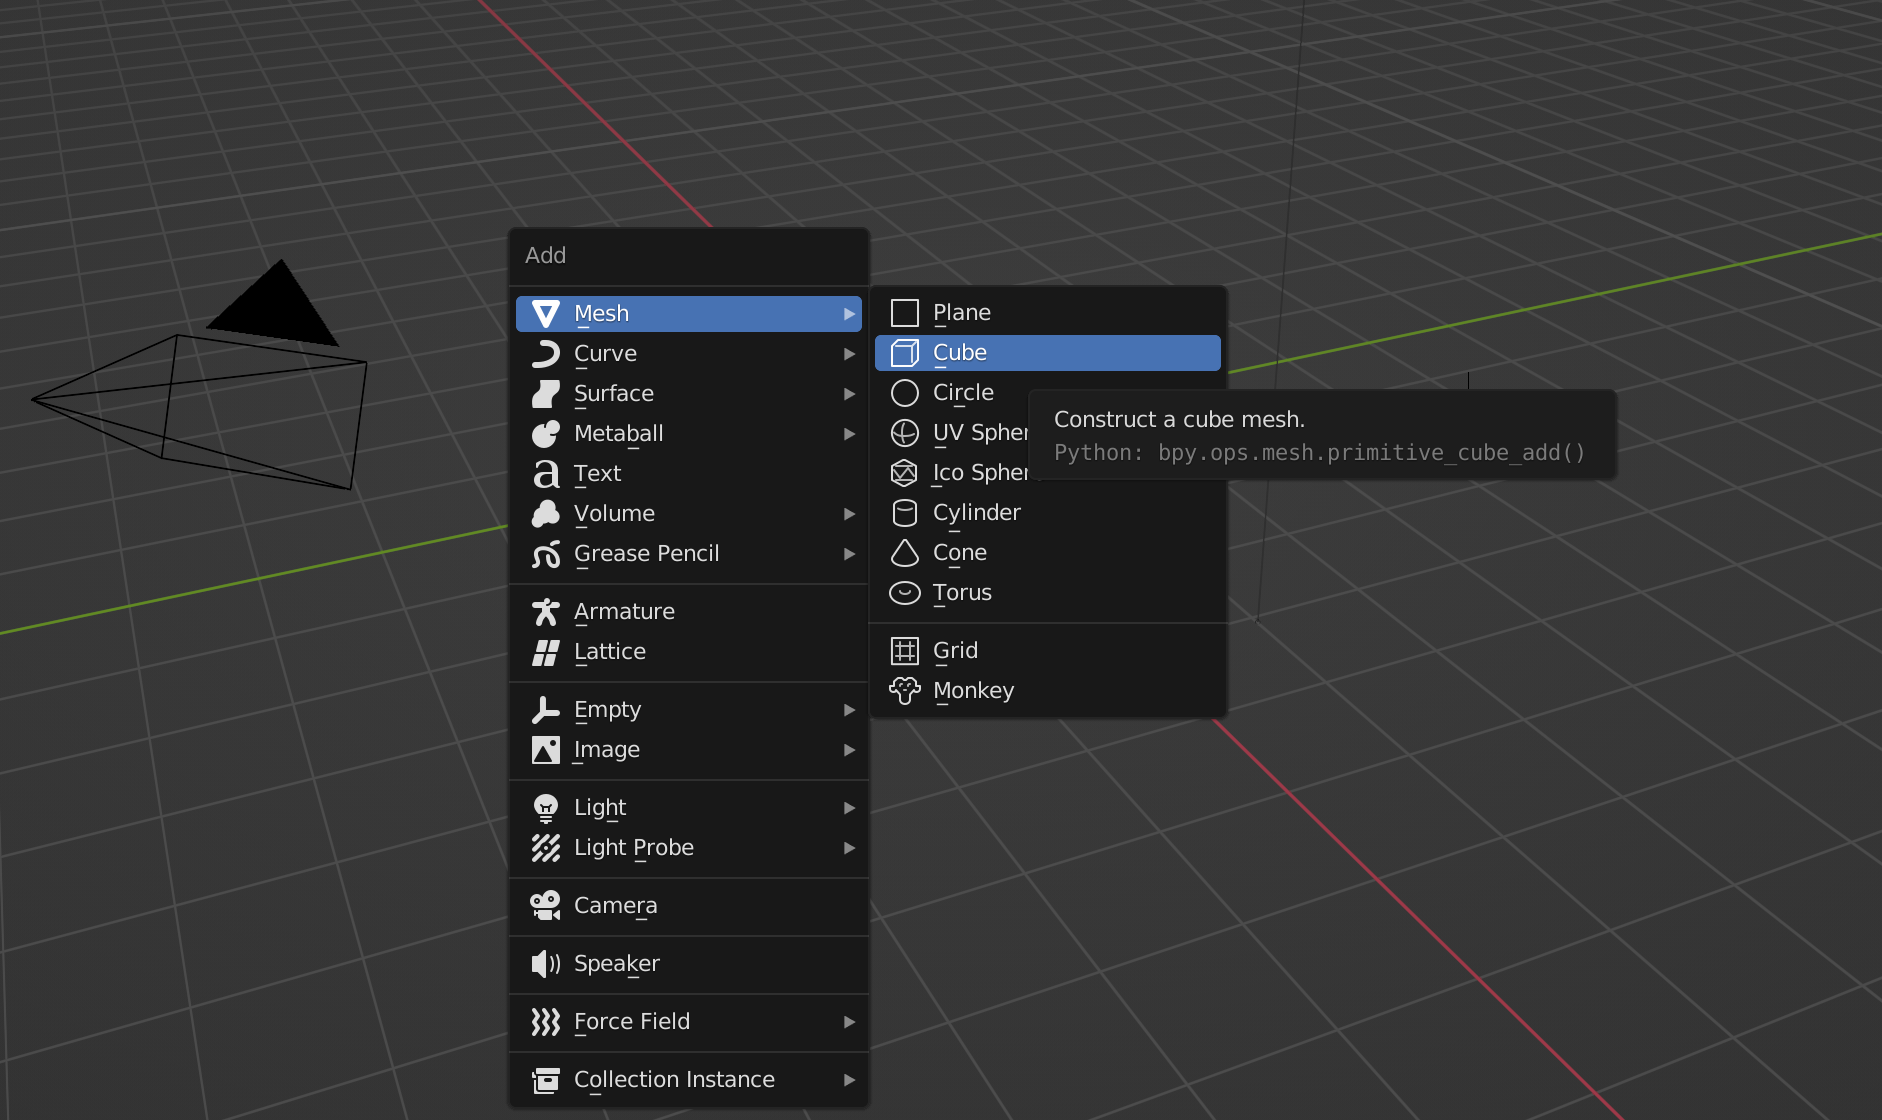 Add
Mesh
Curve
Surface
Metaball
Text
Volume
Grease Pencil
Armature
Lattice
Empty
Image
Light
Light Probe
Camera
Speaker
Force Field
Collection Instance
Plane
Cube
Circle
UV Spher
Ico Spher
Cylinder
Cone
Torus
Grid
Monkey
Construct a cube mesh.
Python: bpy.ops.mesh.primitive_cube_add()